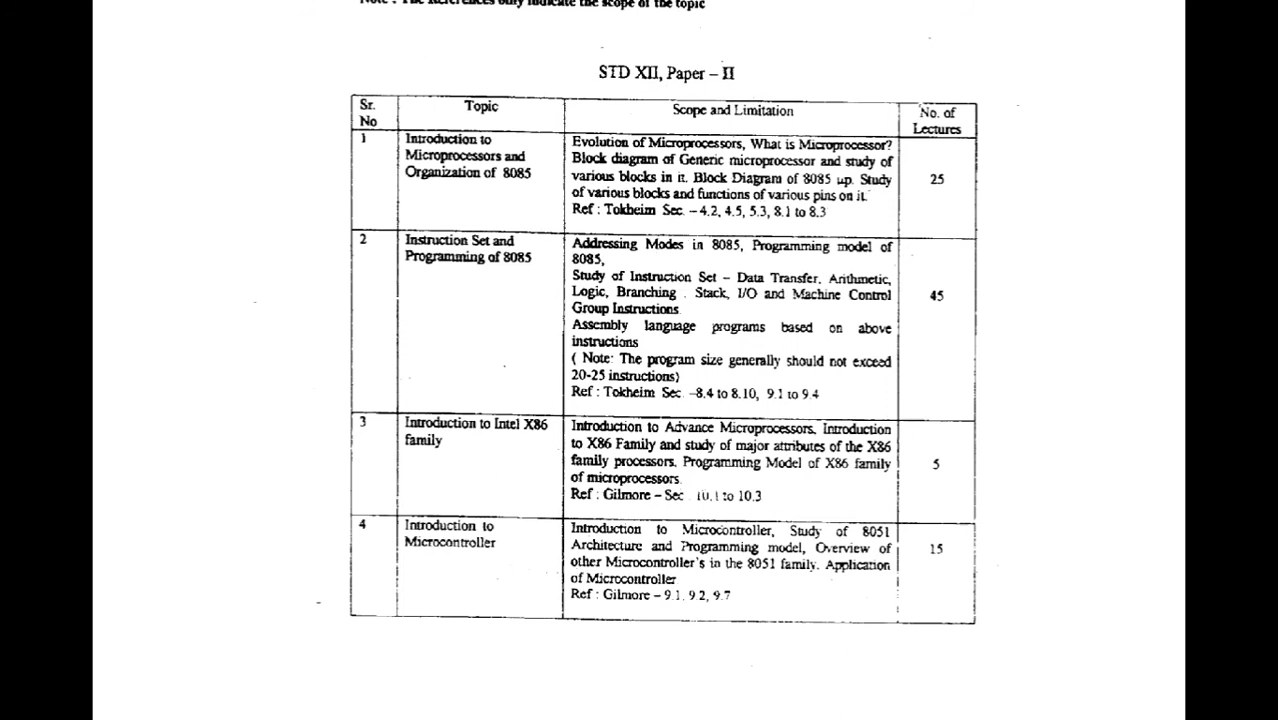 Note : The References only indicate the scope of the topic
STD XII, Paper – II
Sr. No
Topic
Scope and Limitation
No. of Lectures
1
Introduction to
Microprocessors and
Organization of 8085
Evolution of Microprocessors, What is Microprocessor?
Block diagram of Generic microprocessor and study of
various blocks in it. Block Diagram of 8085 up. Study
of various blocks and functions of various pins on it.
Ref : Tokheim Sec. – 4.2, 4.5, 5.3, 8.1 to 8.3
25
2
Instruction Set and
Programming of 8085
Addressing Modes in 8085, Programming model of
8085,
Study of Instruction Set – Data Transfer, Arithmetic,
Logic, Branching . Stack, I/O and Machine Control
Group Instructions.
Assembly language programs based on above
instructions
( Note: The program size generally should not exceed
20-25 instructions)
Ref : Tokheim Sec. –8.4 to 8.10, 9.1 to 9.4
45
3
Introduction to Intel X86
family
Introduction to Advance Microprocessors, Introduction
to X86 Family and study of major attributes of the X86
family processors, Programming Model of X86 family
of microprocessors.
Ref : Gilmore – Sec . 10.1 to 10.3
5
4
Introduction to
Microcontroller
Introduction to Microcontroller, Study of 8051
Architecture and Programming model, Overview of
other Microcontroller's in the 8051 family. Application
of Microcontroller
Ref : Gilmore – 9.1, 9.2, 9.7
15